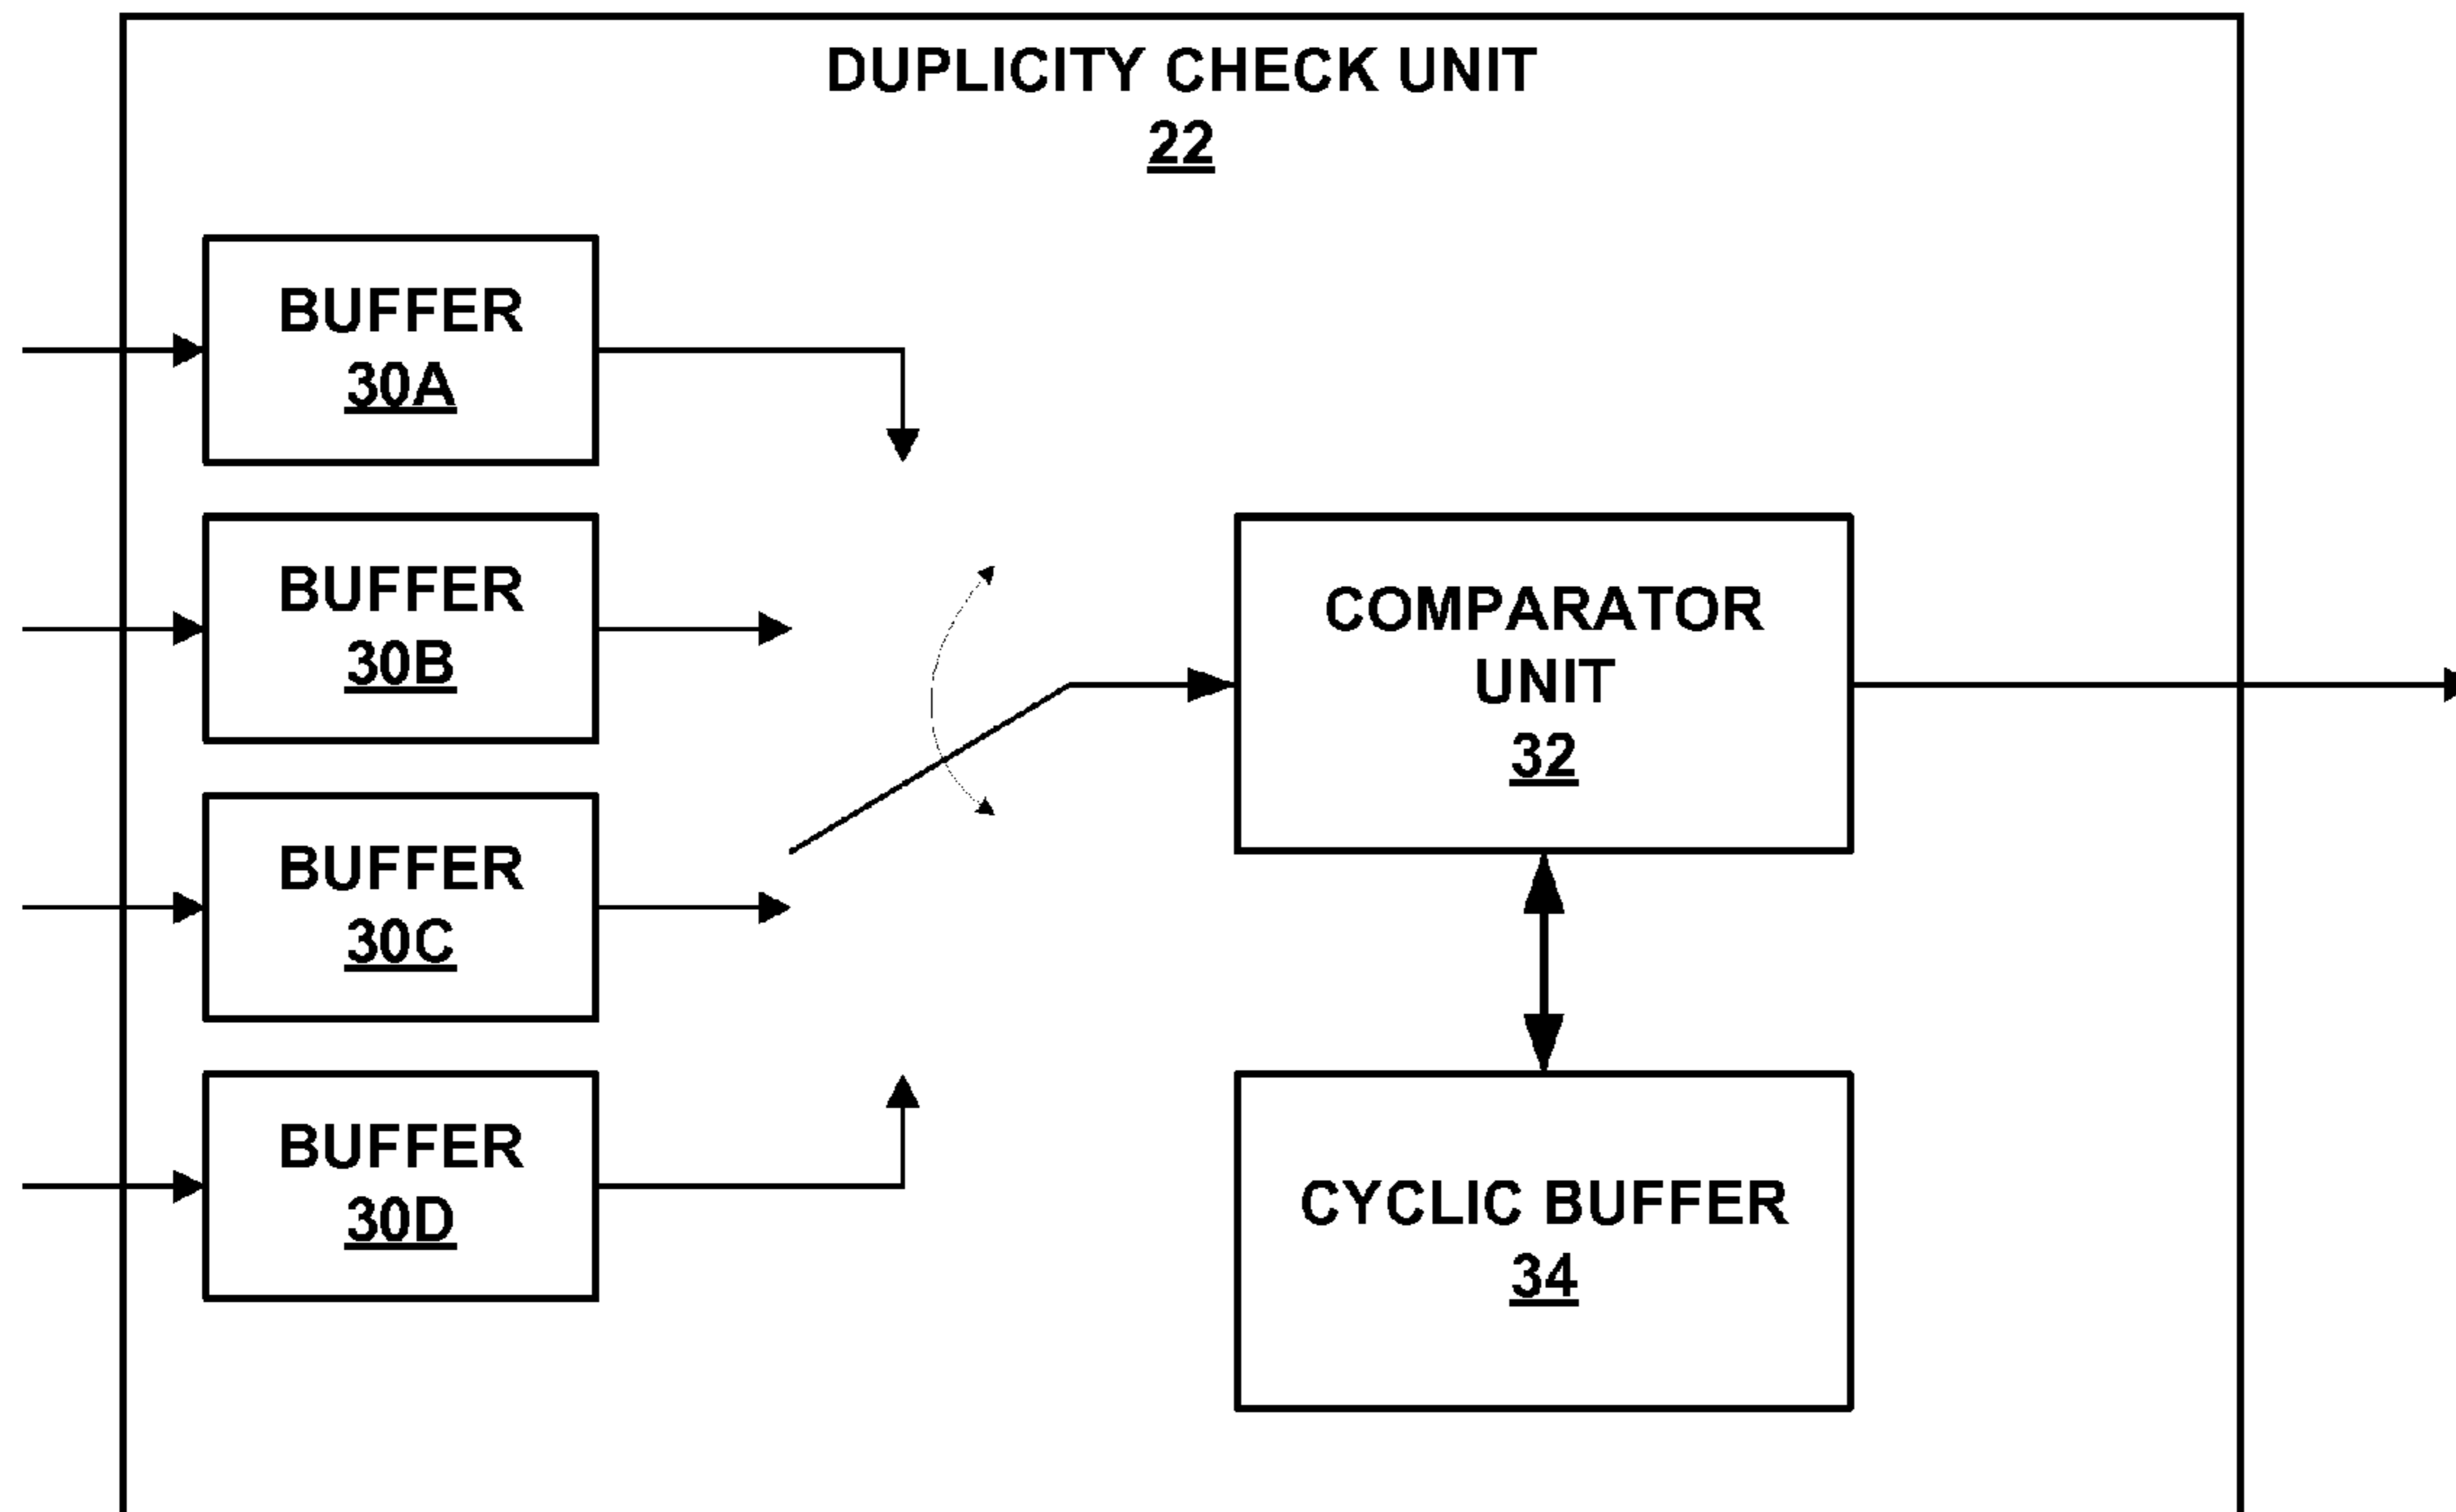 DUPLICITY CHECK UNIT
22
BUFFER
30A
BUFFER
30B
COMPARATOR
UNIT
32
BUFFER
30C
BUFFER
30D
CYCLIC BUFFER
34